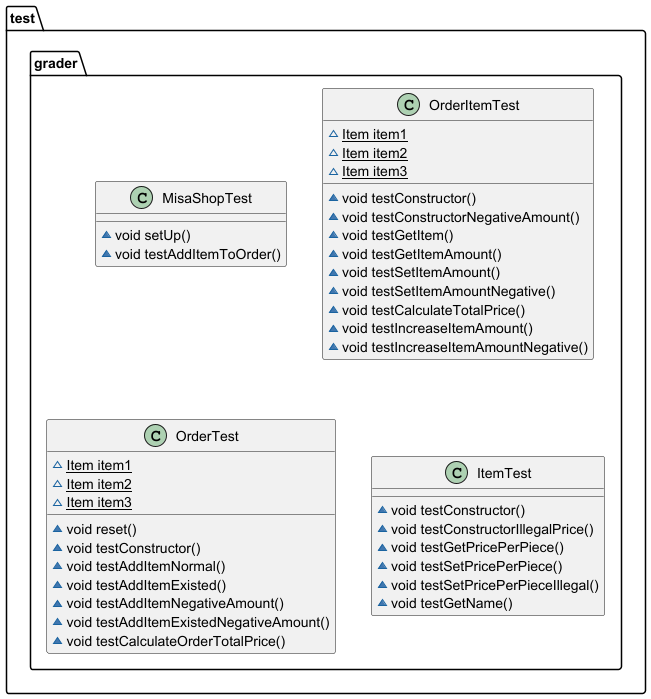 test
grader
C OrderItemTest
Item item1
Item item2
Item item3
void testConstructor()
void testConstructorNegativeAmount()
void testGetItem()
void testGetItemAmount()
void testSetItemAmount()
void testSetItemAmountNegative()
void testCalculateTotalPrice()
void testIncreaseItemAmount()
void testIncreaseItemAmountNegative()
C MisaShopTest
void setUp()
void testAddItemToOrder()
C OrderTest
Item item1
Item item2
Item item3
void reset()
void testConstructor()
void testAddItemNormal()
void testAddItemExisted()
void testAddItemNegativeAmount()
void testAddItemExistedNegativeAmount()
void testCalculateOrderTotalPrice()
C ItemTest
void testConstructor()
void testConstructorIllegalPrice()
void testGetPricePerPiece()
void testSetPricePerPiece()
void testSetPricePerPieceIllegal()
void testGetName()